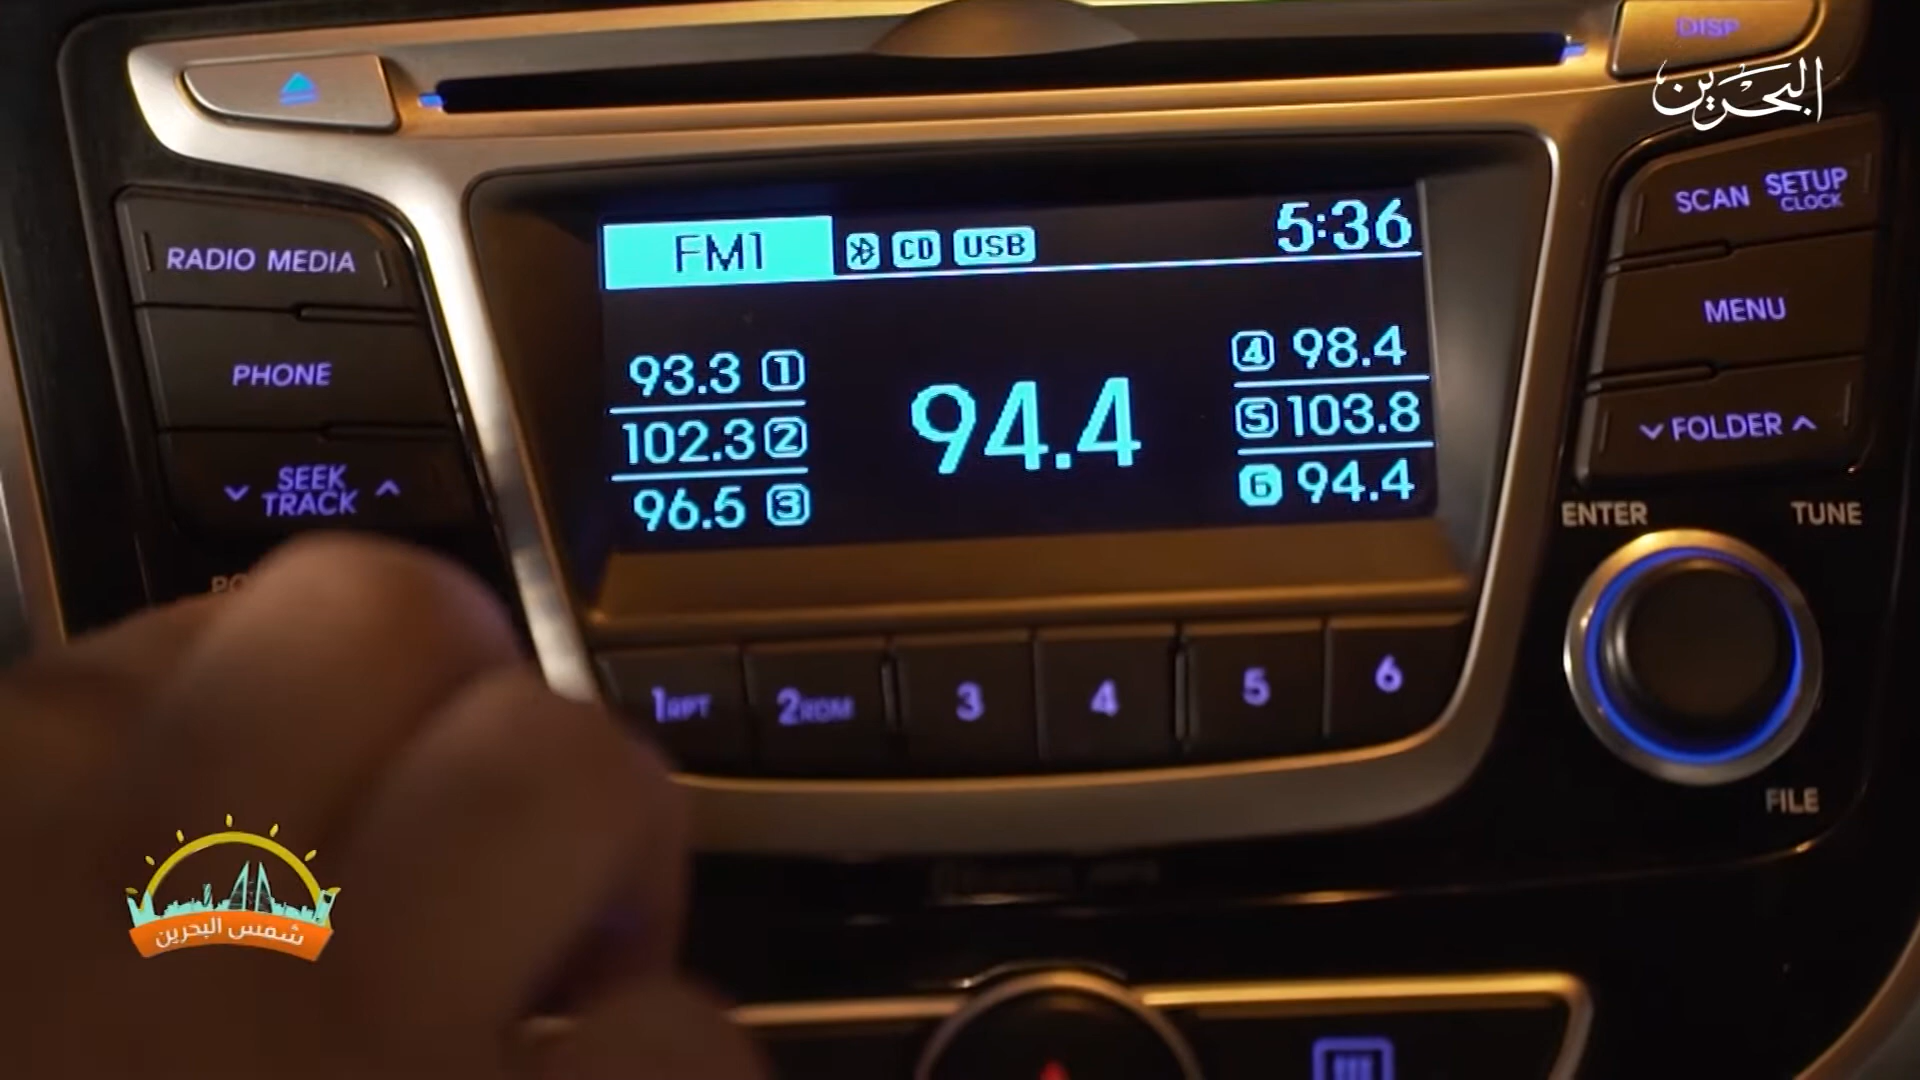 DISP
البحرين
RADIO MEDIA
PHONE
SEEK
TRACK
FM1 CD USB 5:36
93.3 1
102.3 2
96.5 3
94.4
4 98.4
5 103.8
6 94.4
SCAN SETUP
CLOCK
MENU
FOLDER
ENTER TUNE
FILE
1RPT 2RDM 3 4 5 6
شمس البحرين